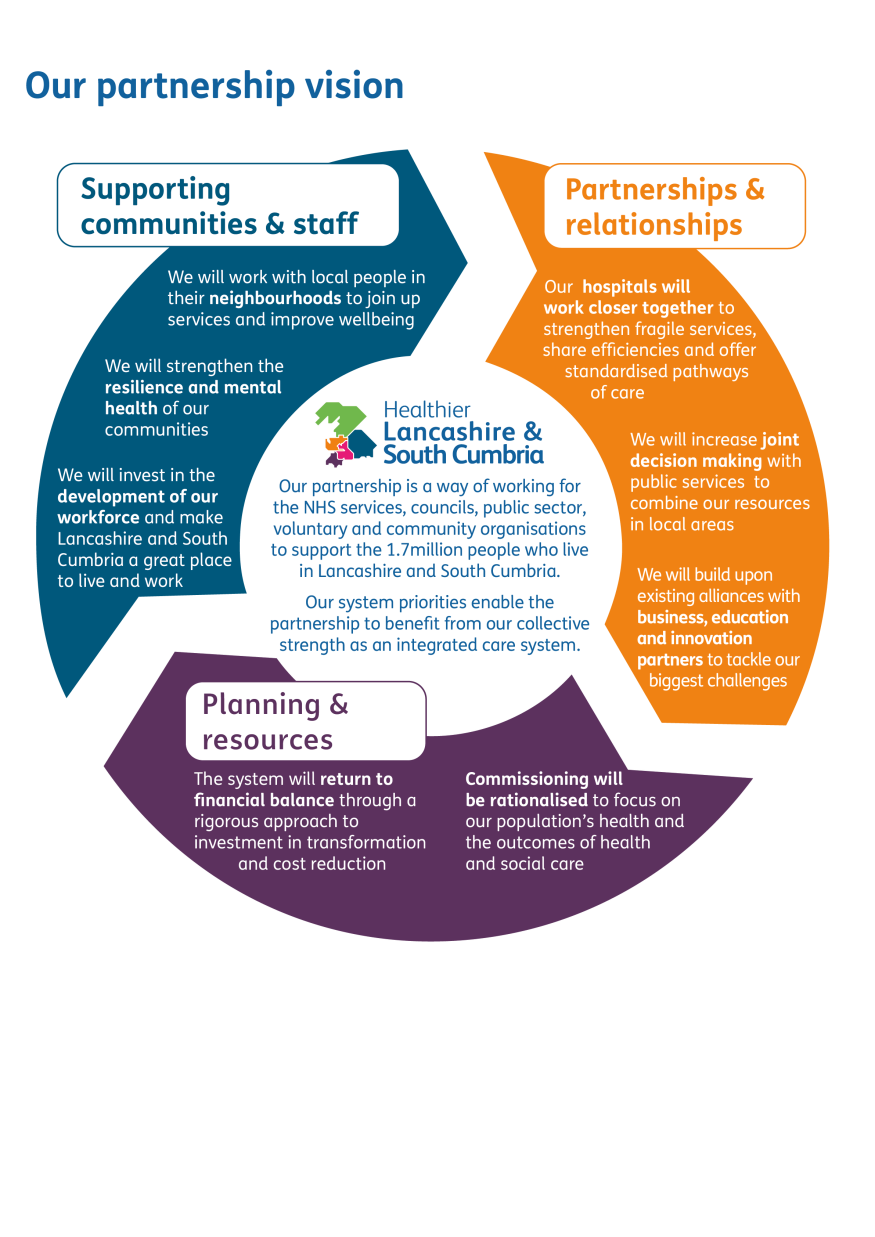 Our partnership vision
Supporting
communities & staff
We will work with local people in
their neighbourhoods to join up
services and improve wellbeing
We will strengthen the
resilience and mental
health of our
communities
We will invest in the
development of our
workforce and make
Lancashire and South
Cumbria a great place
to live and work
Partnerships &
relationships
Our hospitals will
work closer together to
strengthen fragile services,
share efficiencies and offer
standardised pathways
of care
We will increase joint
decision making with
public services to
combine our resources
in local areas
We will build upon
existing alliances with
business, education
and innovation
partners to tackle our
biggest challenges
Healthier
Lancashire &
South Cumbria
Our partnership is a way of working for
the NHS services, councils, public sector,
voluntary and community organisations
to support the 1.7million people who live
in Lancashire and South Cumbria.
Our system priorities enable the
partnership to benefit from our collective
strength as an integrated care system.
Planning &
resources
The system will return to
financial balance through a
rigorous approach to
investment in transformation
and cost reduction
Commissioning will
be rationalised to focus on
our population’s health and
the outcomes of health
and social care